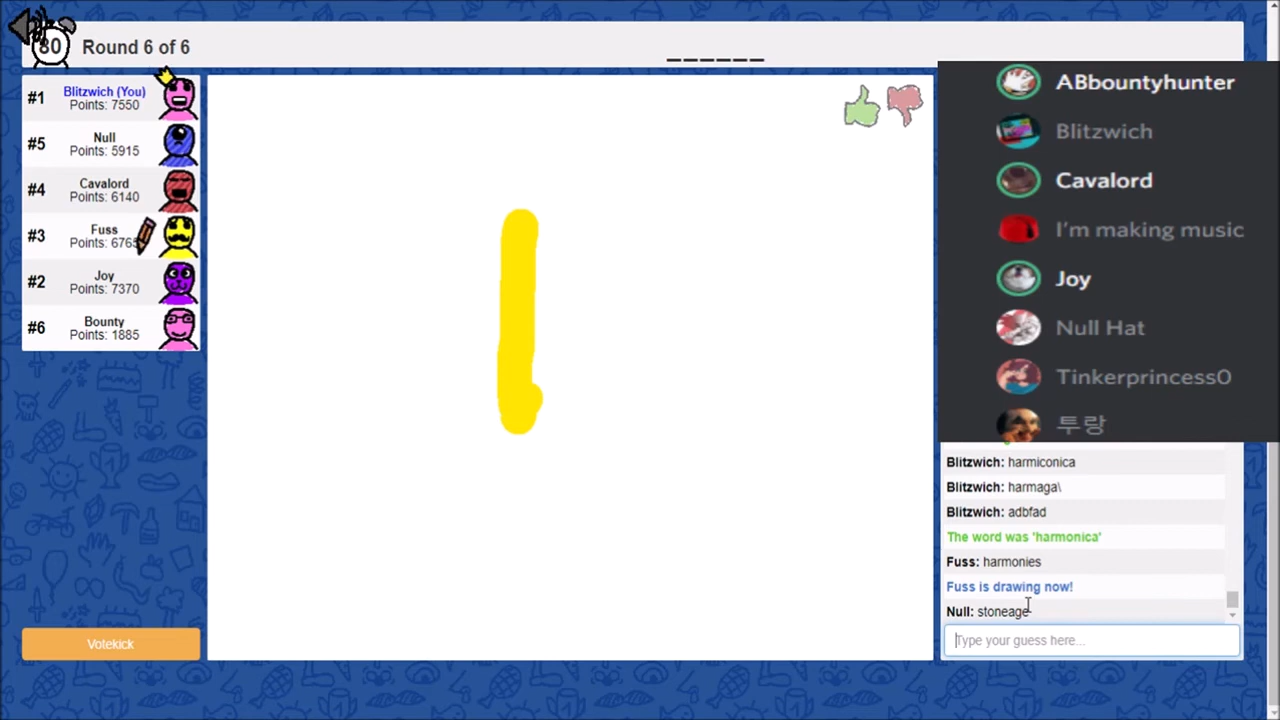 80 Round 6 of 6
______
#1 Blitzwich (You)
Points: 7550
#5 Null
Points: 5915
#4 Cavalord
Points: 6140
#3 Fuss
Points: 6765
#2 Joy
Points: 7370
#6 Bounty
Points: 1885
Votekick
ABbountyhunter
Blitzwich
Cavalord
I'm making music
Joy
Null Hat
Tinkerprincess0
투랑
Blitzwich: harmiconica
Blitzwich: harmaga\
Blitzwich: adbfad
The word was 'harmonica'
Fuss: harmonies
Fuss is drawing now!
Null: stoneage
Type your guess here...